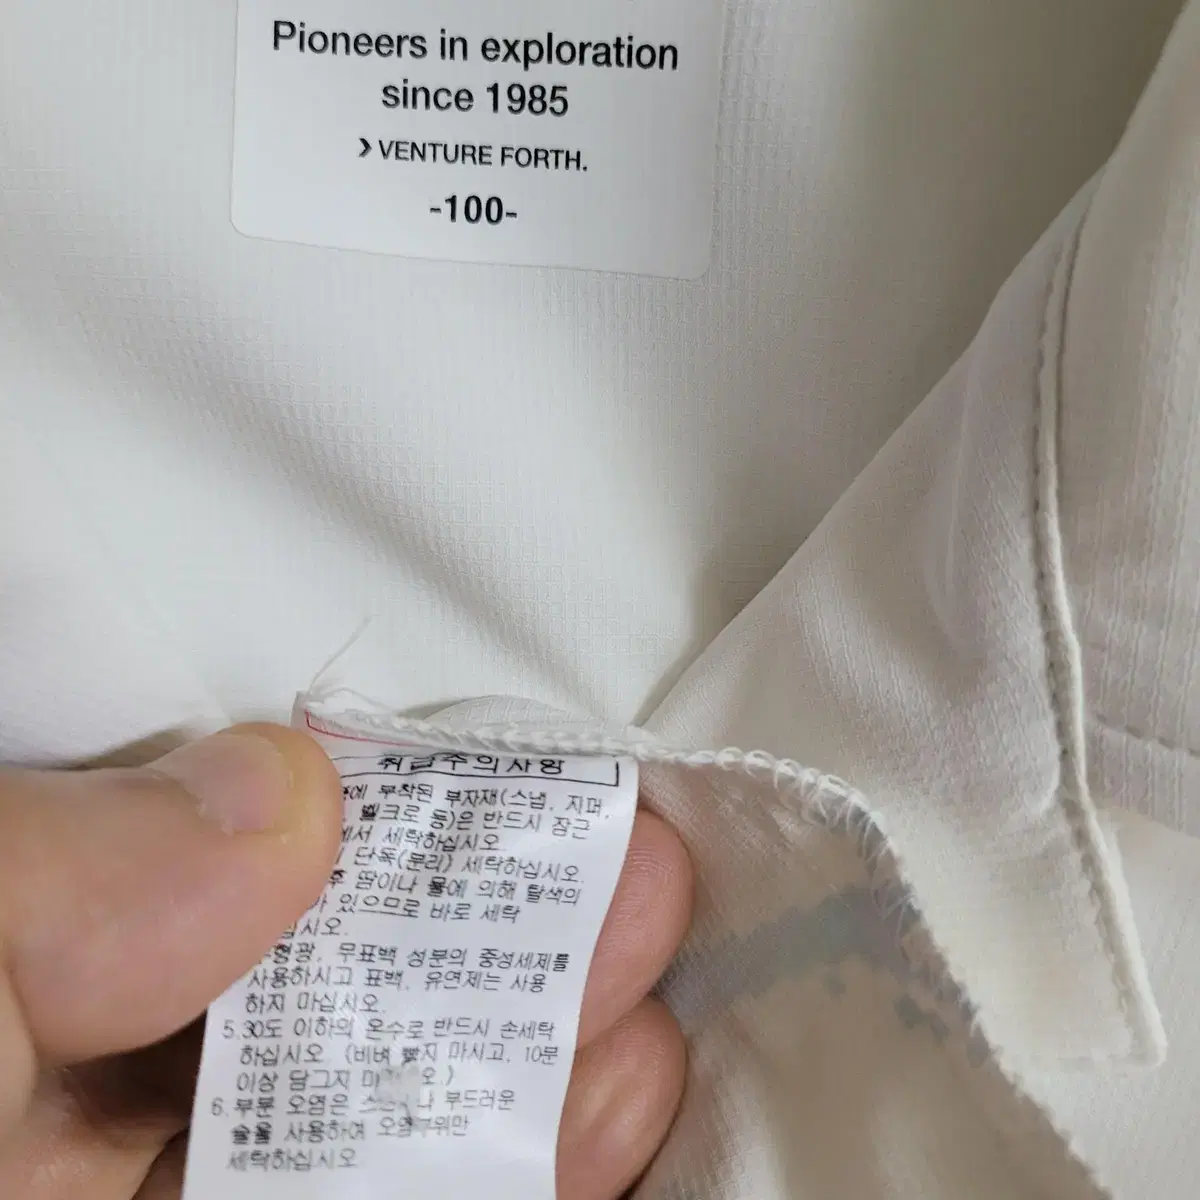 Pioneers in exploration
since 1985
› VENTURE FORTH.
-100-
취급주의사항
부착된 부자재(스냅, 지퍼,
벨크로 등)은 반드시 잠근
세탁하십시오
단독(분리) 세탁하십시오.
후 땀이나 물에 의해 탈색의
있으므로 바로 세탁
십시오.
형광, 무표백 성분의 중성세제를
사용하시고 표백, 유연제는 사용
하지 마십시오.
5.30도 이하의 온수로 반드시 손세탁
하십시오. (비벼 빨지 마시고, 10분
이상 담그지
6.부분 오염은 부드러운
솔을 사용하여
세탁하십시오